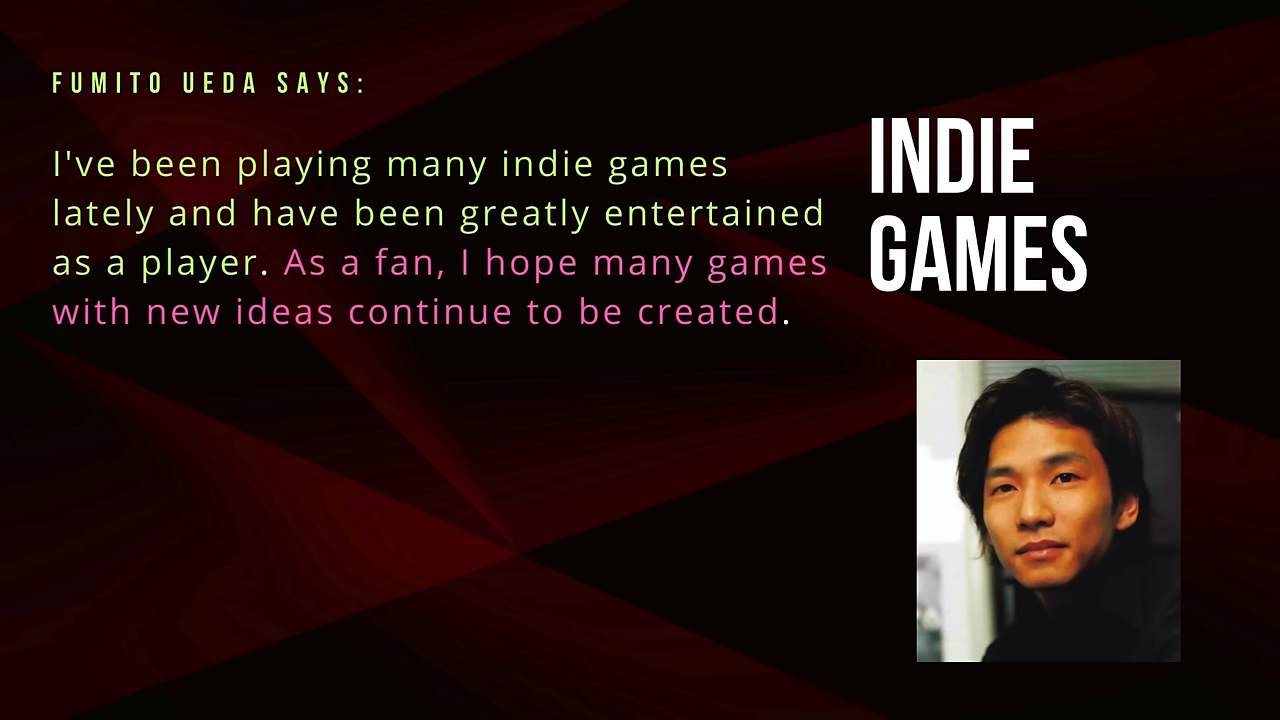 FUMITO UEDA SAYS:
I've been playing many indie games
lately and have been greatly entertained
as a player. As a fan, I hope many games
with new ideas continue to be created.
INDIE
GAMES